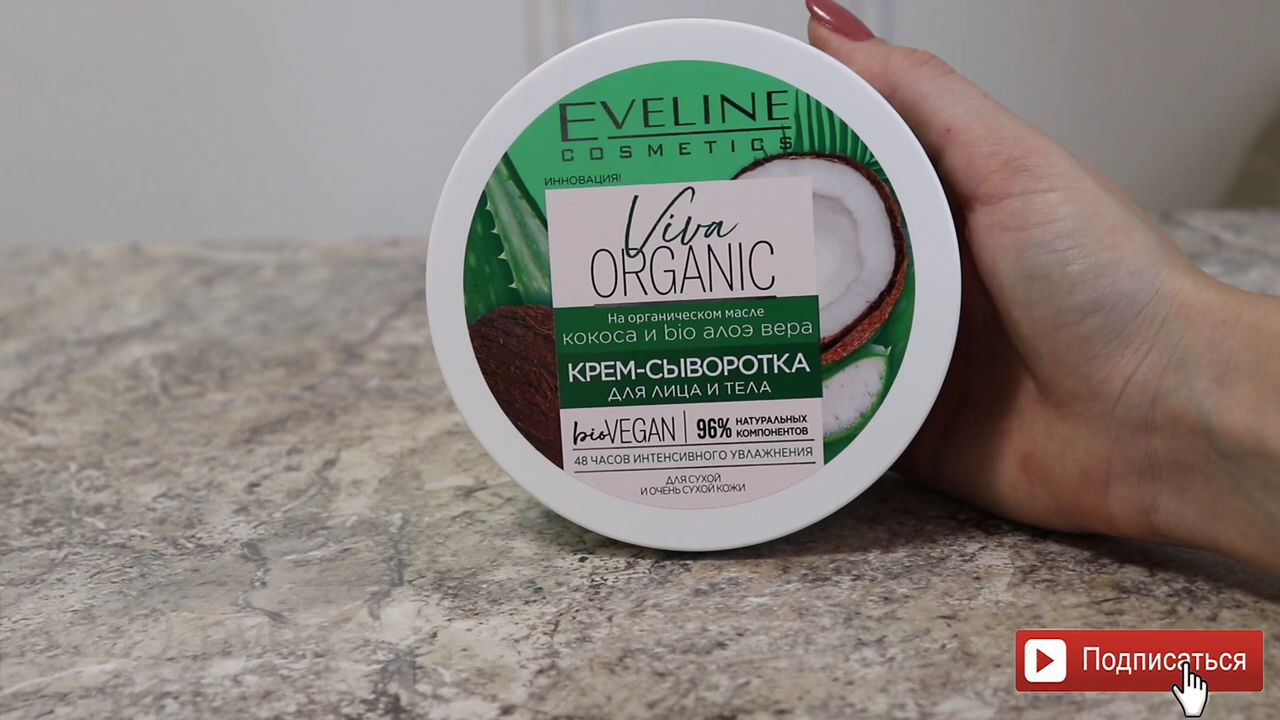 EVELINE
COSMETICS
ИННОВАЦИЯ!
Viva
ORGANIC
На органическом масле
кокоса и bio алоэ вера
КРЕМ-СЫВОРОТКА
ДЛЯ ЛИЦА И ТЕЛА
bioVEGAN 96% НАТУРАЛЬНЫХ
КОМПОНЕНТОВ
48 ЧАСОВ ИНТЕНСИВНОГО УВЛАЖНЕНИЯ
ДЛЯ СУХОЙ
И ОЧЕНЬ СУХОЙ КОЖИ
Подписаться